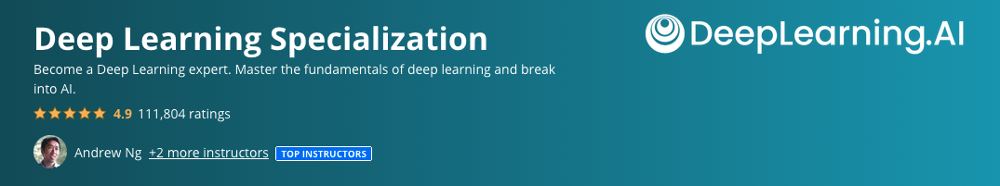 Deep Learning Specialization
DeepLearning.AI
Become a Deep Learning expert. Master the fundamentals of deep learning and break
into AI.
4.9 111,804 ratings
Andrew Ng +2 more instructors TOP INSTRUCTORS